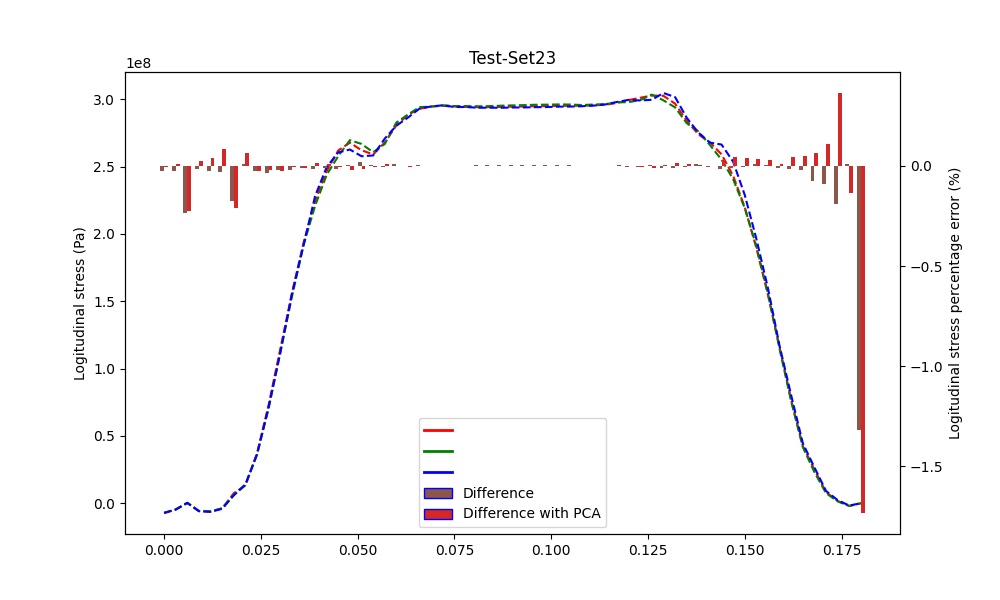 Test-Set23
1e8
3.0
2.5
2.0
1.5
1.0
0.5
0.0
Logitudinal stress (Pa)
0.0
−0.5
−1.0
−1.5
Logitudinal stress percentage error (%)
Difference
Difference with PCA
0.000 0.025 0.050 0.075 0.100 0.125 0.150 0.175